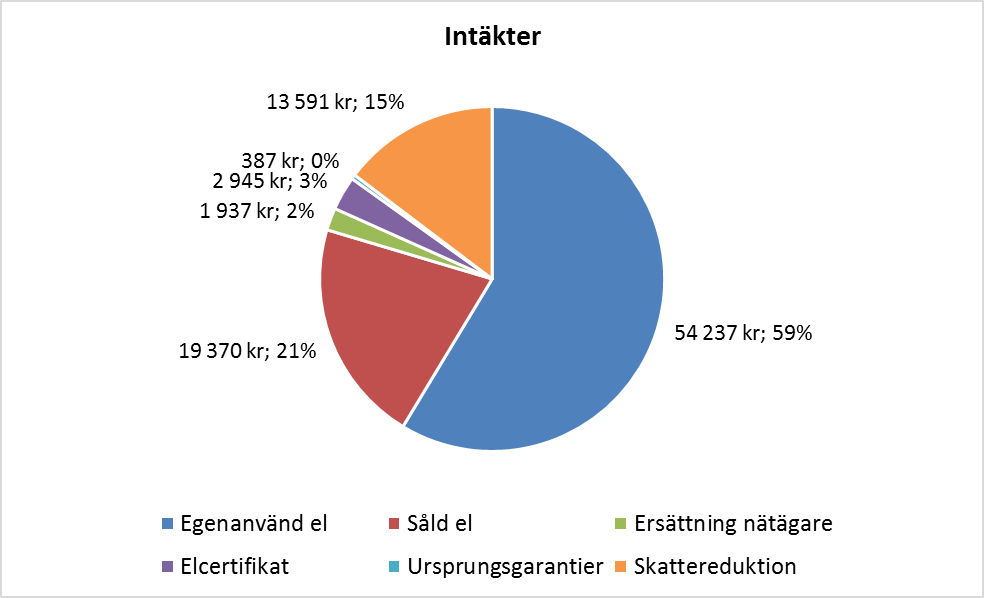 Intäkter
13 591 kr; 15%
387 kr; 0%
2 945 kr; 3%
1 937 kr; 2%
54 237 kr; 59%
19 370 kr; 21%
Egenanvänd el
Såld el
Ersättning nätägare
Elcertifikat
Ursprungsgarantier
Skattereduktion